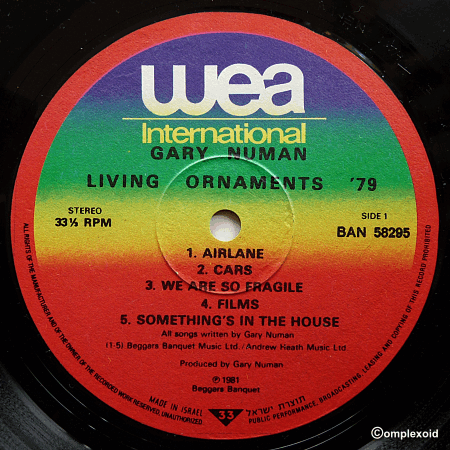 wea
International
GARY NUMAN
LIVING ORNAMENTS '79
STEREO
33⅓ RPM
SIDE 1
BAN 58295
1. AIRLANE
2. CARS
3. WE ARE SO FRAGILE
4. FILMS
5. SOMETHING'S IN THE HOUSE
All songs written by Gary Numan
(1-5) Beggars Banquet Music Ltd./Andrew Heath Music Ltd.
Produced by Gary Numan
℗ 1981
Beggars Banquet
ALL RIGHTS OF THE MANUFACTURER AND OF THE OWNER OF THE RECORDED WORK RESERVED. UNAUTHORIZED PUBLIC PERFORMANCE, BROADCASTING, LEASING AND COPYING OF THIS RECORD PROHIBITED
MADE IN ISRAEL
33
תוצרת ישראל
©omplexoid